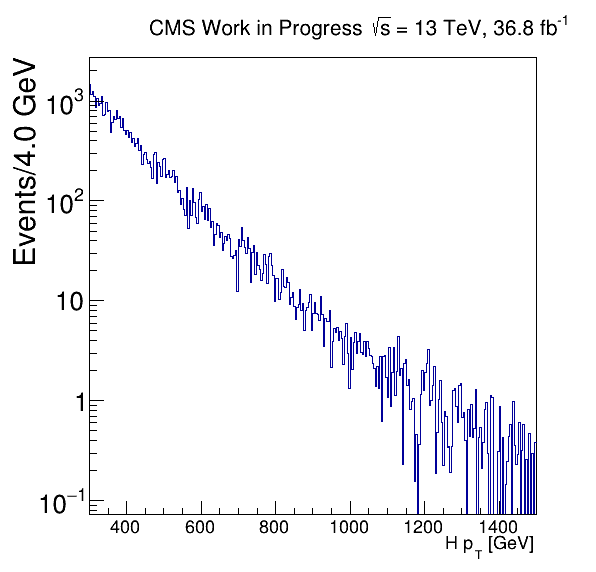 CMS Work in Progress √s = 13 TeV, 36.8 fb⁻¹
Events/4.0 GeV
10³
10²
10
1
10⁻¹
400 600 800 1000 1200 1400
H p_T [GeV]